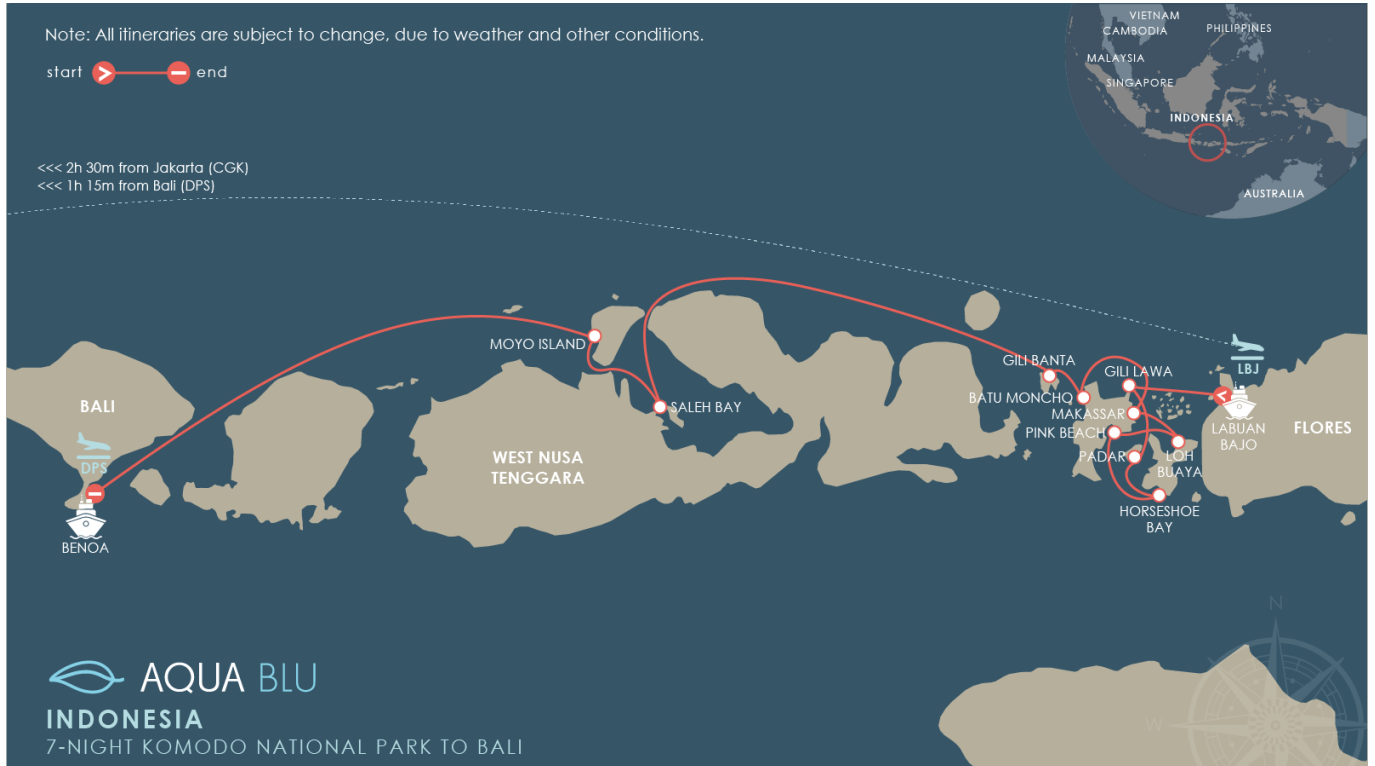 Note: All itineraries are subject to change, due to weather and other conditions.
start
end
VIETNAM
CAMBODIA
PHILIPPINES
MALAYSIA
SINGAPORE
INDONESIA
AUSTRALIA
<<< 2h 30m from Jakarta (CGK)
<<< 1h 15m from Bali (DPS)
MOYO ISLAND
GILI BANTA
GILI LAWA
LBJ
BATU MONCHO
BALI
SALEH BAY
MAKASSAR
LABUAN
BAJO
FLORES
PINK BEACH
DPS
WEST NUSA
TENGGARA
PADAR
LOH
BUAYA
HORSESHOE
BAY
BENOA
N
W
AQUA BLU
INDONESIA
7-NIGHT KOMODO NATIONAL PARK TO BALI